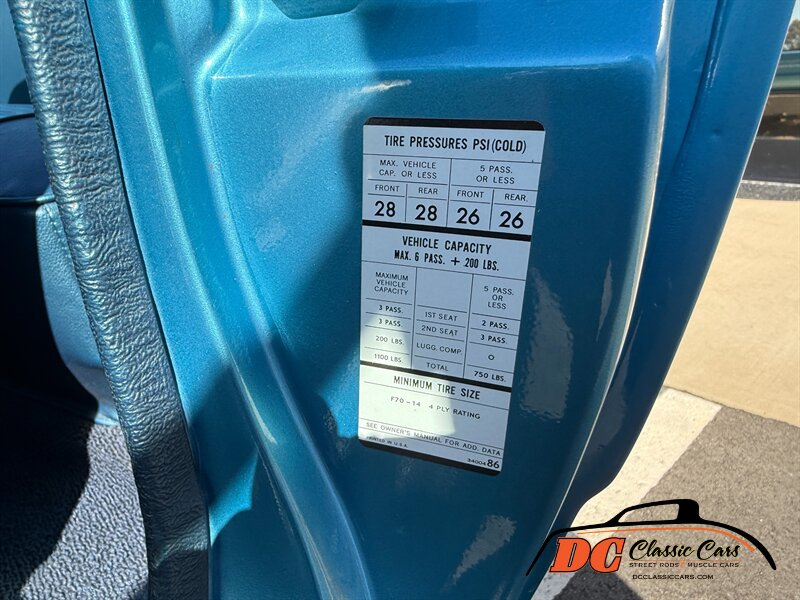 TIRE PRESSURES PSI (COLD)
MAX. VEHICLE CAP. OR LESS
5 PASS. OR LESS
FRONT REAR FRONT REAR.
28 28 26 26
VEHICLE CAPACITY
MAX. 6 PASS. + 200 LBS.
MAXIMUM VEHICLE CAPACITY
5 PASS. OR LESS
3 PASS. 1ST SEAT 2 PASS.
3 PASS. 2ND SEAT 3 PASS.
200 LBS. LUGG. COMP. 0
1100 LBS. TOTAL 750 LBS.
MINIMUM TIRE SIZE
F70-14 4 PLY RATING
SEE OWNER'S MANUAL FOR ADD. DATA
PRINTED IN U.S.A. 3400486
DC Classic Cars
STREET RODS & MUSCLE CARS
DCCLASSICCARS.COM